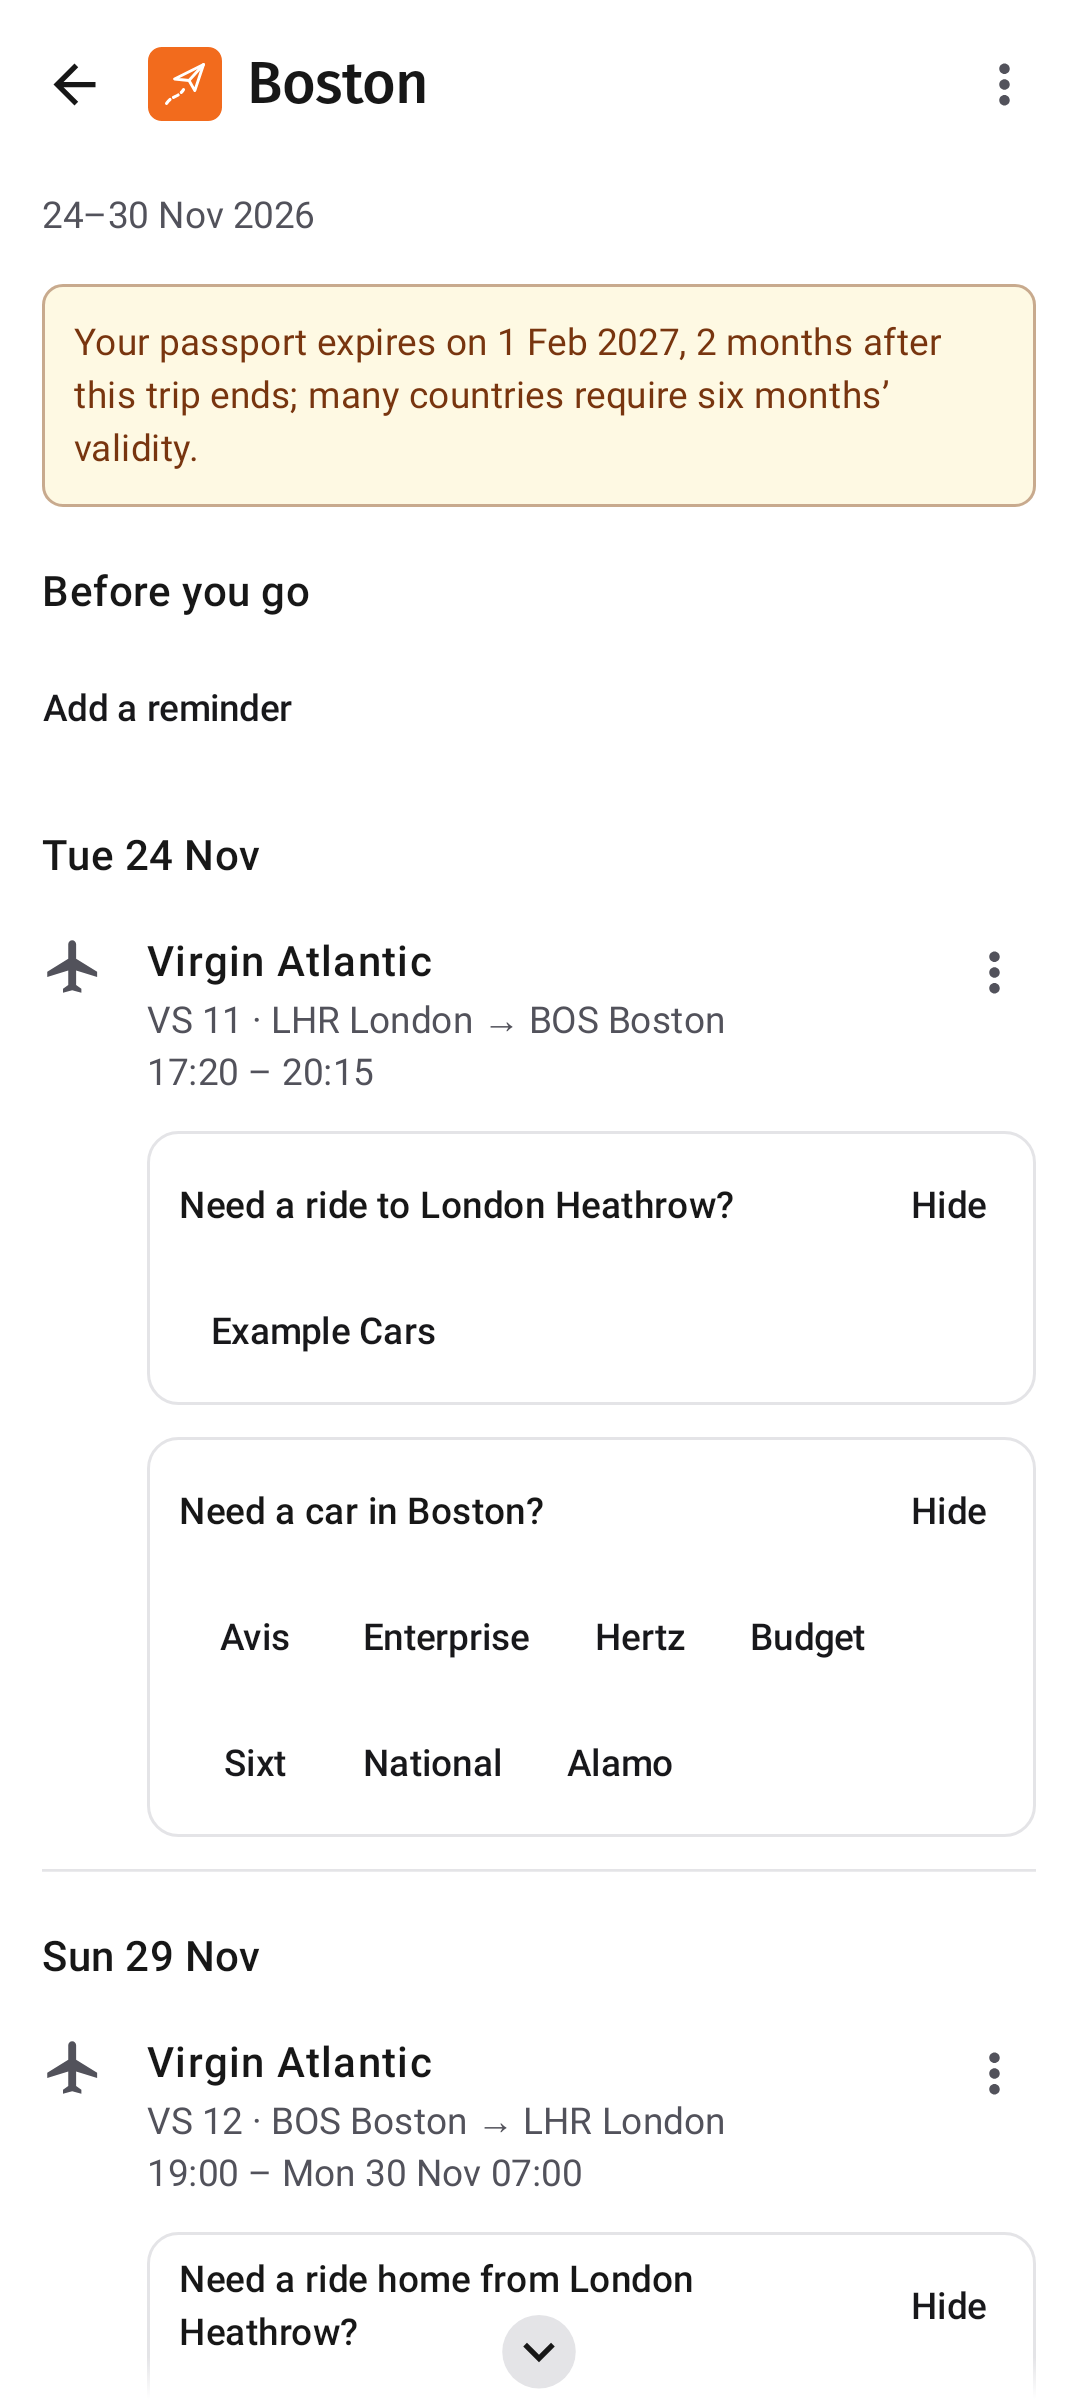 Boston
24–30 Nov 2026
Your passport expires on 1 Feb 2027, 2 months after
this trip ends; many countries require six months’
validity.
Before you go
Add a reminder
Tue 24 Nov
Virgin Atlantic
VS 11 · LHR London → BOS Boston
17:20 – 20:15
Need a ride to London Heathrow? Hide
Example Cars
Need a car in Boston? Hide
Avis Enterprise Hertz Budget
Sixt National Alamo
Sun 29 Nov
Virgin Atlantic
VS 12 · BOS Boston → LHR London
19:00 – Mon 30 Nov 07:00
Need a ride home from London
Heathrow?
Hide